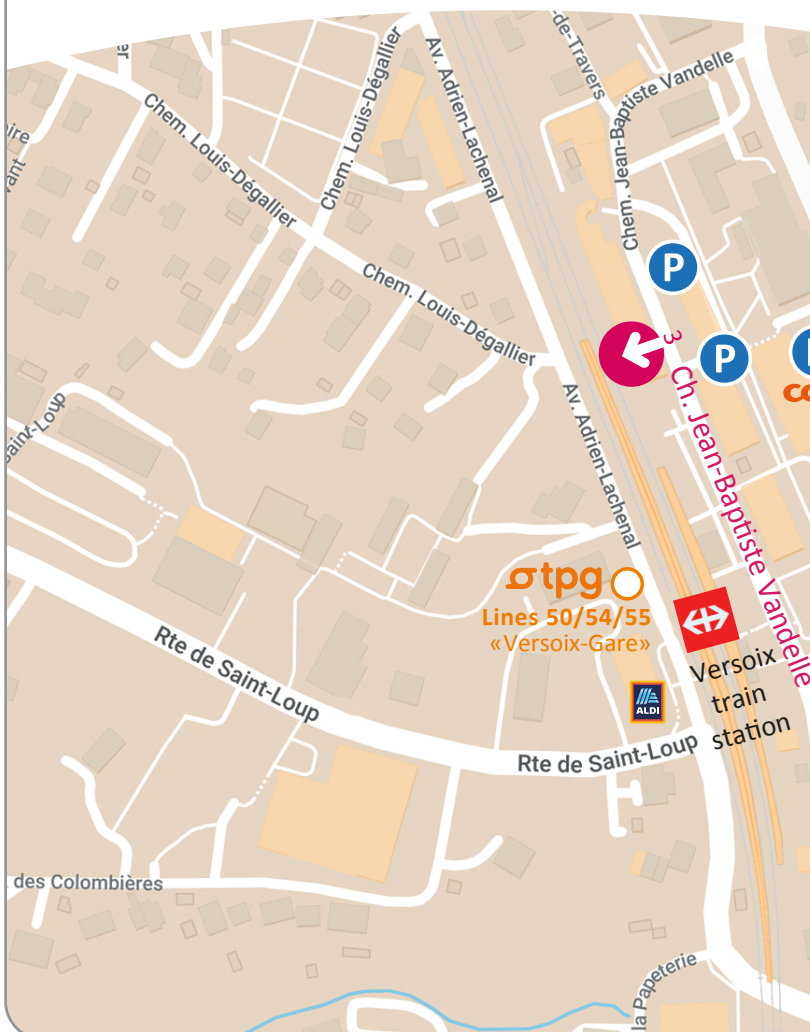 de-Travers
Chem. Jean-Baptiste Vandelle
Chem. Louis-Dégallier
Av. Adrien-Lachenal
Chem. Louis-Dégallier
Chem. Louis-Dégallier
P
P
3 Ch. Jean-Baptiste Vandelle
Av. Adrien-Lachenal
Saint-Loup
tpg
Lines 50/54/55
«Versoix-Gare»
Versoix
train
station
ALDI
Rte de Saint-Loup
Rte de Saint-Loup
des Colombières
la Papeterie